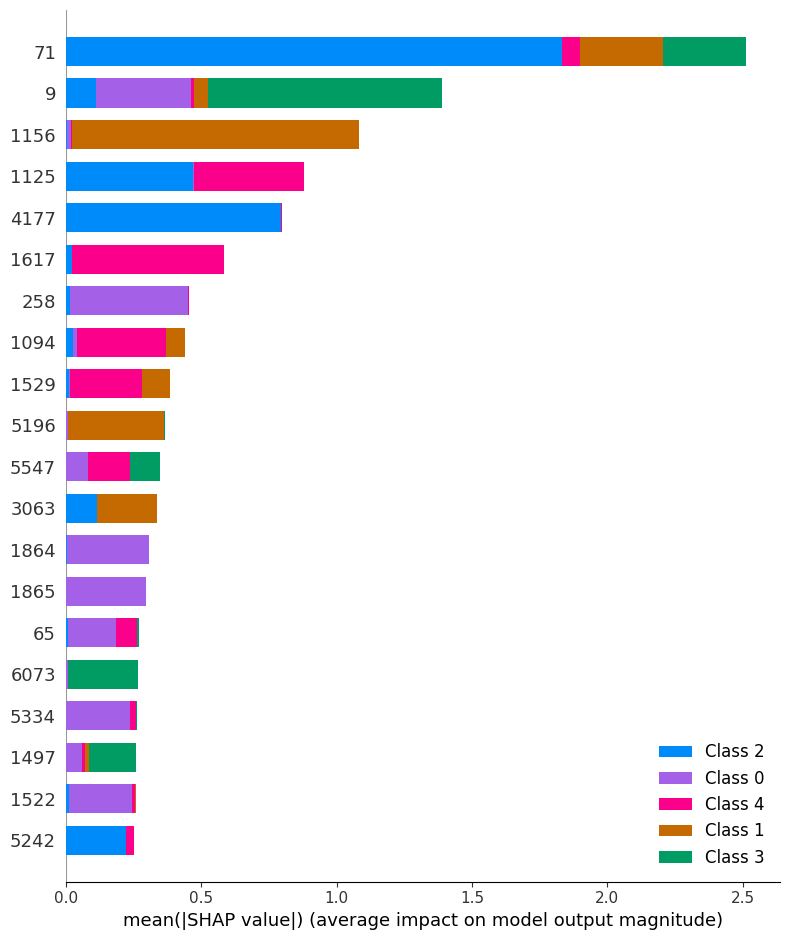 71
9
1156
1125
4177
1617
258
1094
1529
5196
5547
3063
1864
1865
65
6073
5334
1497
1522
5242
Class 2
Class 0
Class 4
Class 1
Class 3
0.0 0.5 1.0 1.5 2.0 2.5
mean(|SHAP value|) (average impact on model output magnitude)